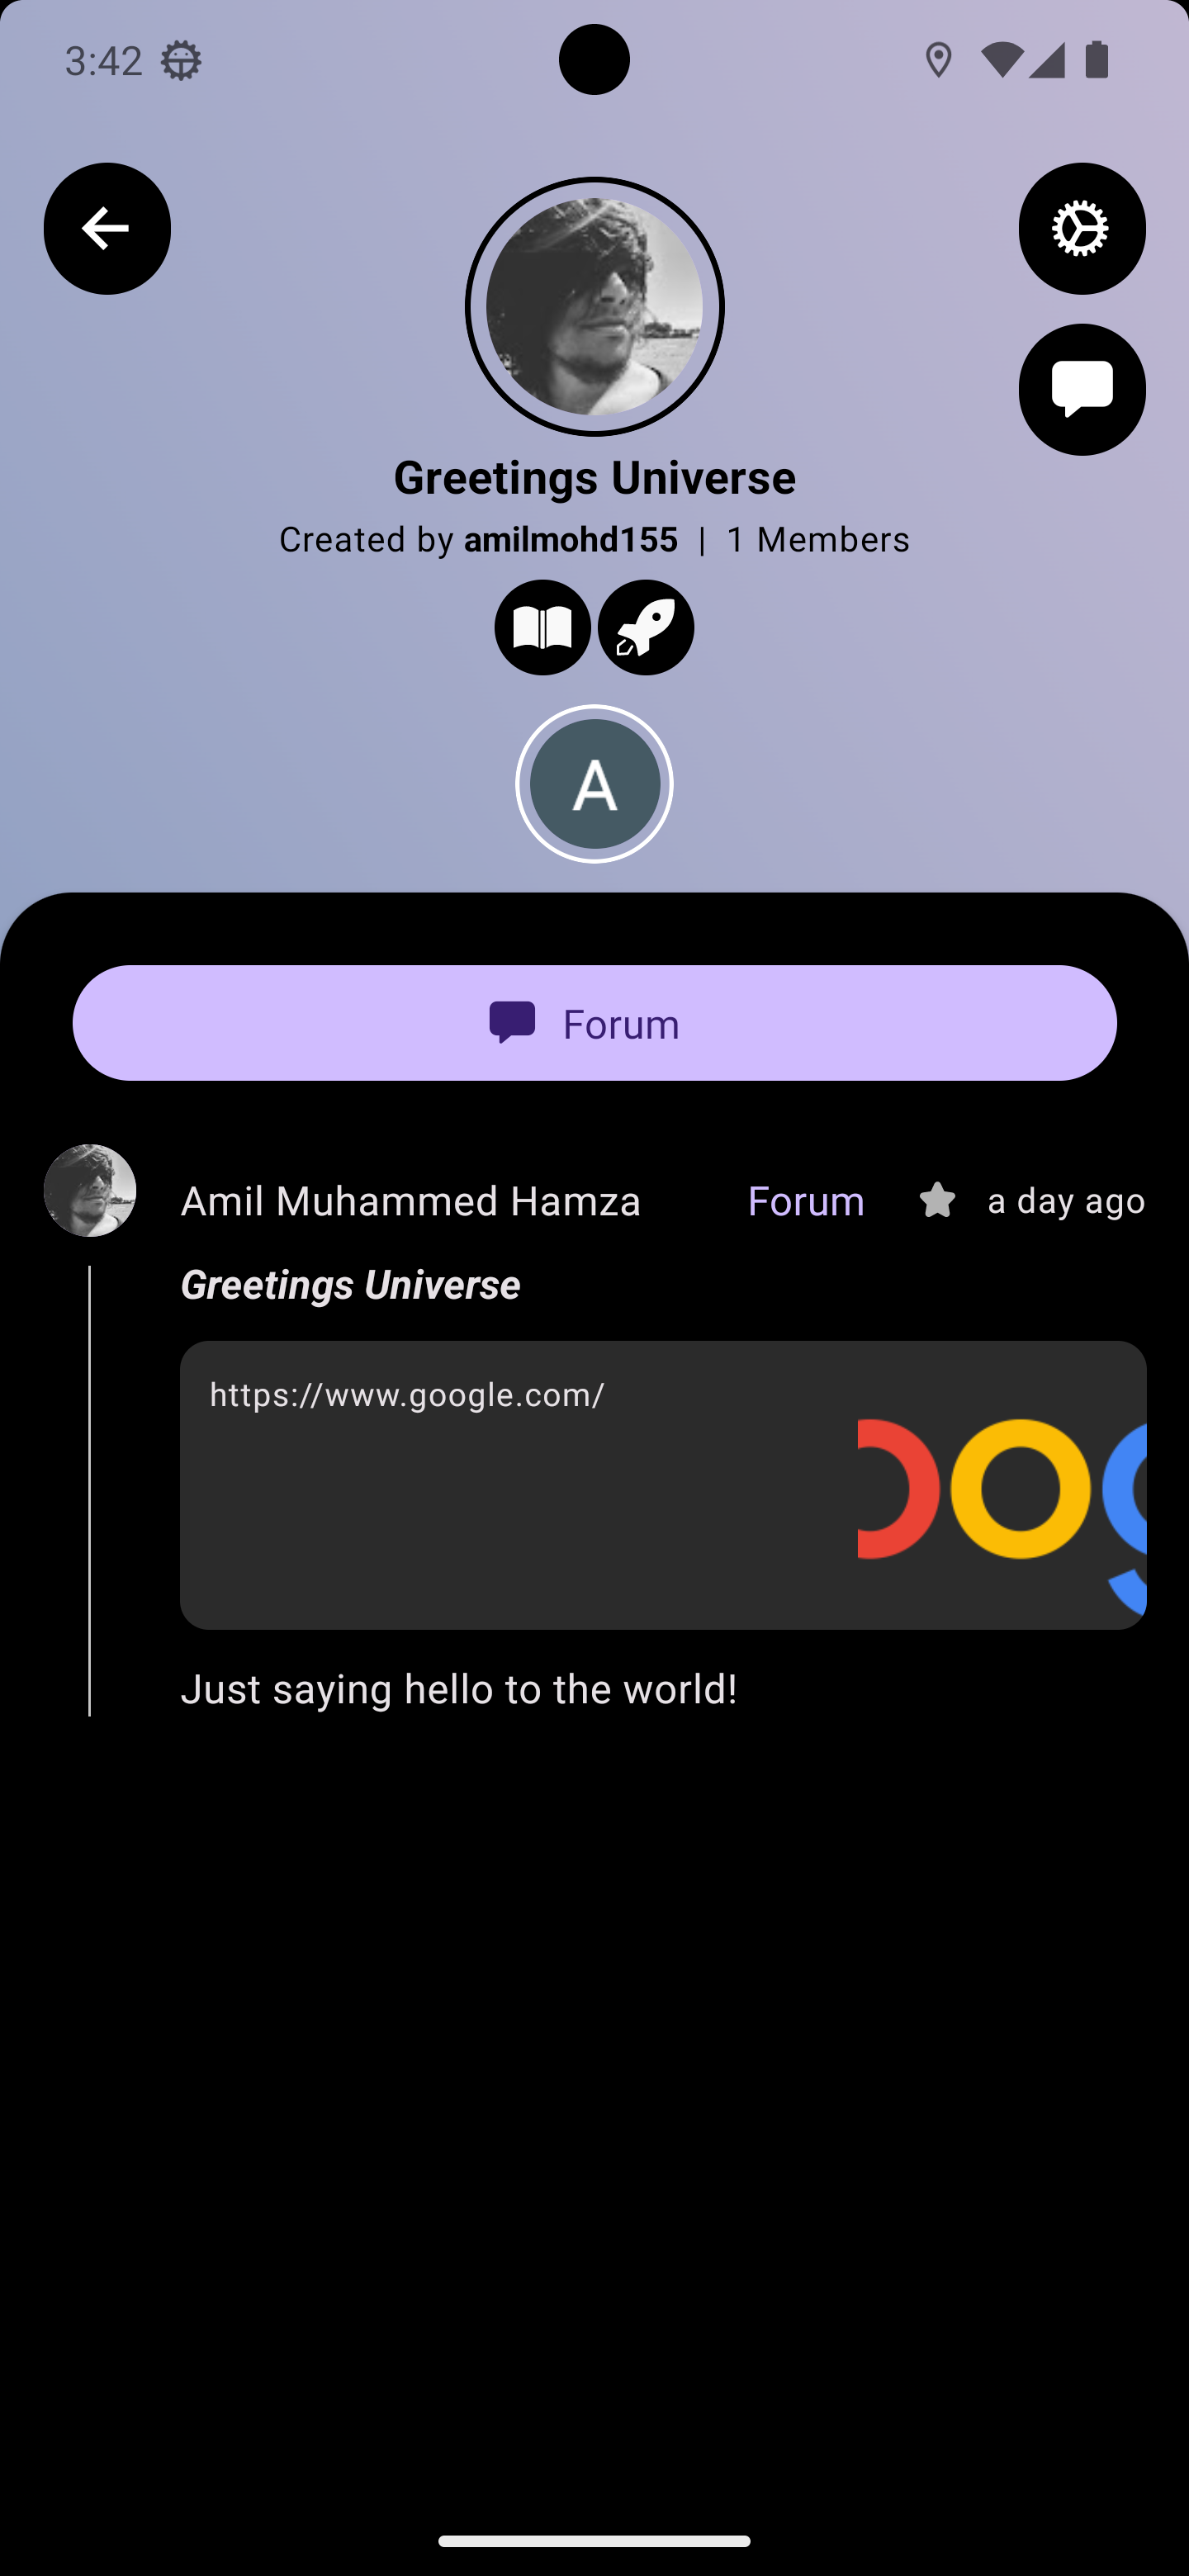 3:42
Greetings Universe
Created by amilmohd155 | 1 Members
A
Forum
Amil Muhammed Hamza Forum a day ago
Greetings Universe
https://www.google.com/
oog
Just saying hello to the world!